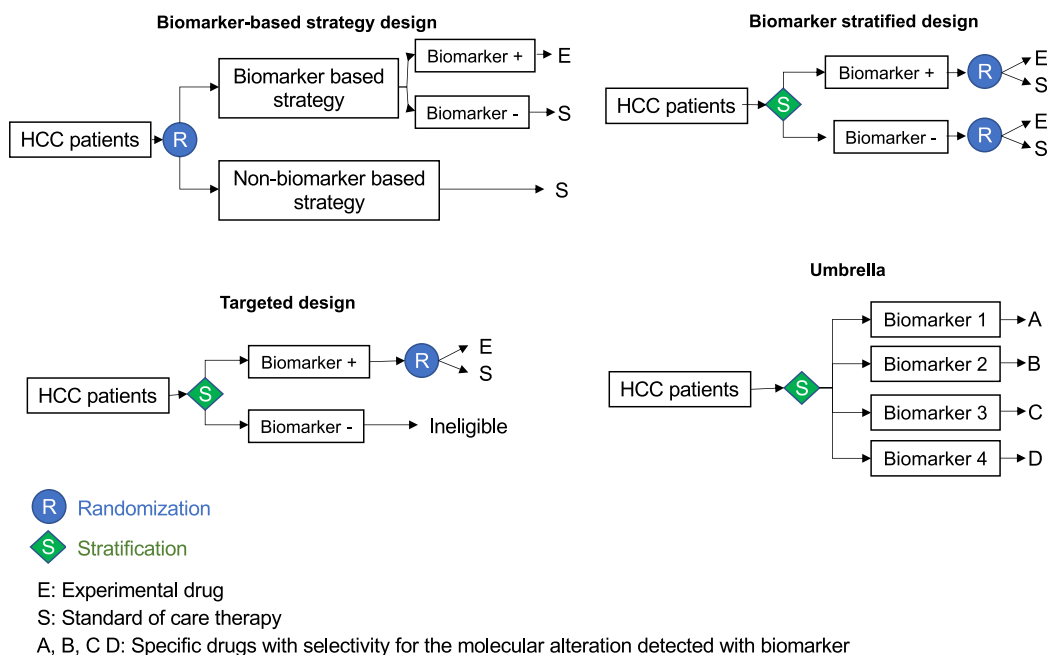 Biomarker-based strategy design
HCC patients
R
Biomarker based
strategy
Biomarker +
E
Biomarker -
S
Non-biomarker based
strategy
S
Biomarker stratified design
HCC patients
S
Biomarker +
R
E
S
Biomarker -
R
E
S
Targeted design
HCC patients
S
Biomarker +
R
E
S
Biomarker -
Ineligible
Umbrella
HCC patients
S
Biomarker 1
A
Biomarker 2
B
Biomarker 3
C
Biomarker 4
D
R Randomization
S Stratification
E: Experimental drug
S: Standard of care therapy
A, B, C D: Specific drugs with selectivity for the molecular alteration detected with biomarker